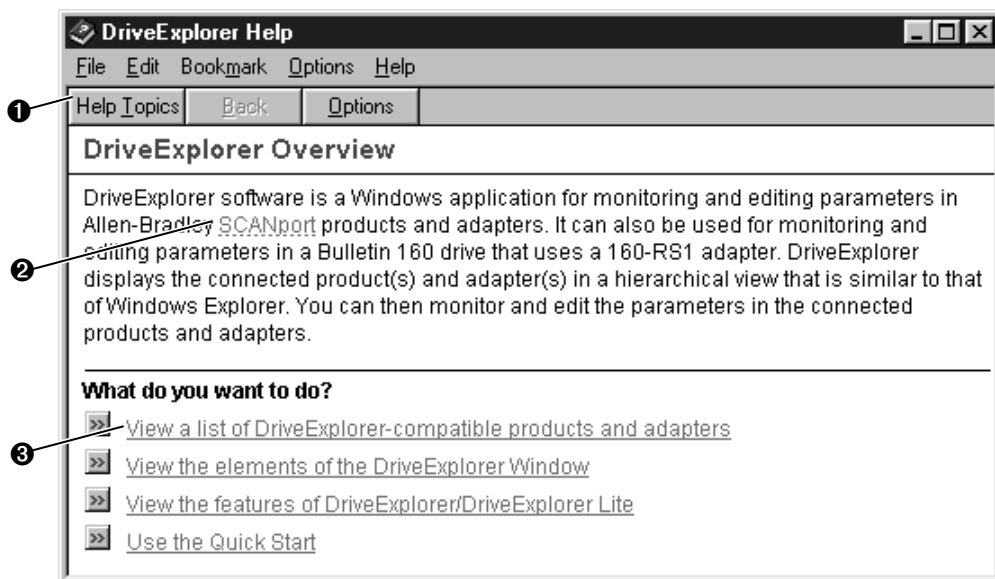 DriveExplorer Help
File Edit Bookmark Options Help
❶
Help Topics Back Options
DriveExplorer Overview
DriveExplorer software is a Windows application for monitoring and editing parameters in
Allen-Bradley SCANport products and adapters. It can also be used for monitoring and
❷
editing parameters in a Bulletin 160 drive that uses a 160-RS1 adapter. DriveExplorer
displays the connected product(s) and adapter(s) in a hierarchical view that is similar to that
of Windows Explorer. You can then monitor and edit the parameters in the connected
products and adapters.
What do you want to do?
>> View a list of DriveExplorer-compatible products and adapters
❸
>> View the elements of the DriveExplorer Window
>> View the features of DriveExplorer/DriveExplorer Lite
>> Use the Quick Start